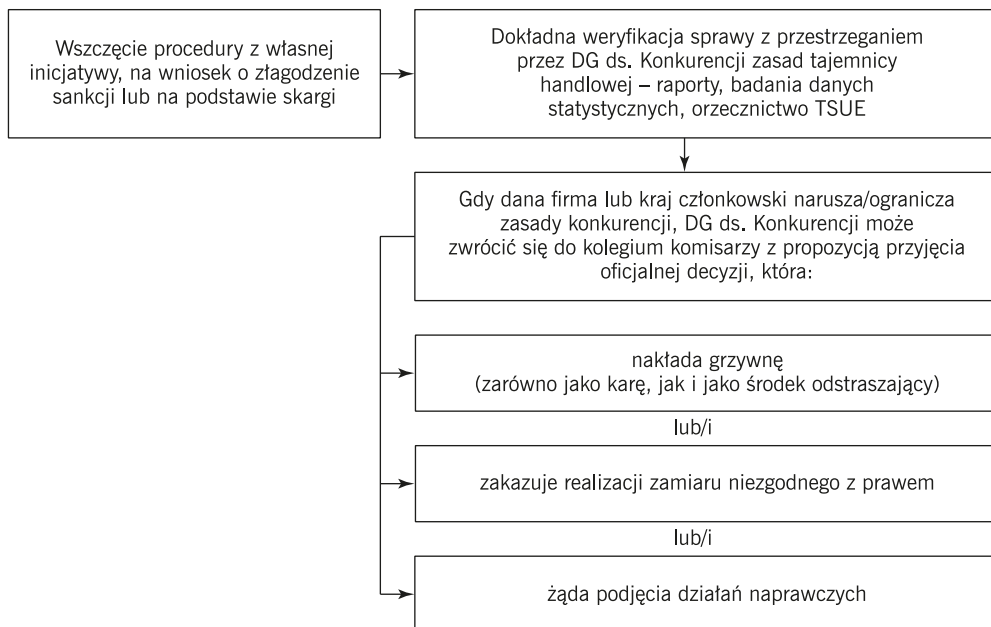 Wszczęcie procedury z własnej
inicjatywy, na wniosek o złagodzenie
sankcji lub na podstawie skargi
Dokładna weryfikacja sprawy z przestrzeganiem
przez DG ds. Konkurencji zasad tajemnicy
handlowej – raporty, badania danych
statystycznych, orzecznictwo TSUE
Gdy dana firma lub kraj członkowski narusza/ogranicza
zasady konkurencji, DG ds. Konkurencji może
zwrócić się do kolegium komisarzy z propozycją przyjęcia
oficjalnej decyzji, która:
nakłada grzywnę
(zarówno jako karę, jak i jako środek odstraszający)
lub/i
zakazuje realizacji zamiaru niezgodnego z prawem
lub/i
żąda podjęcia działań naprawczych